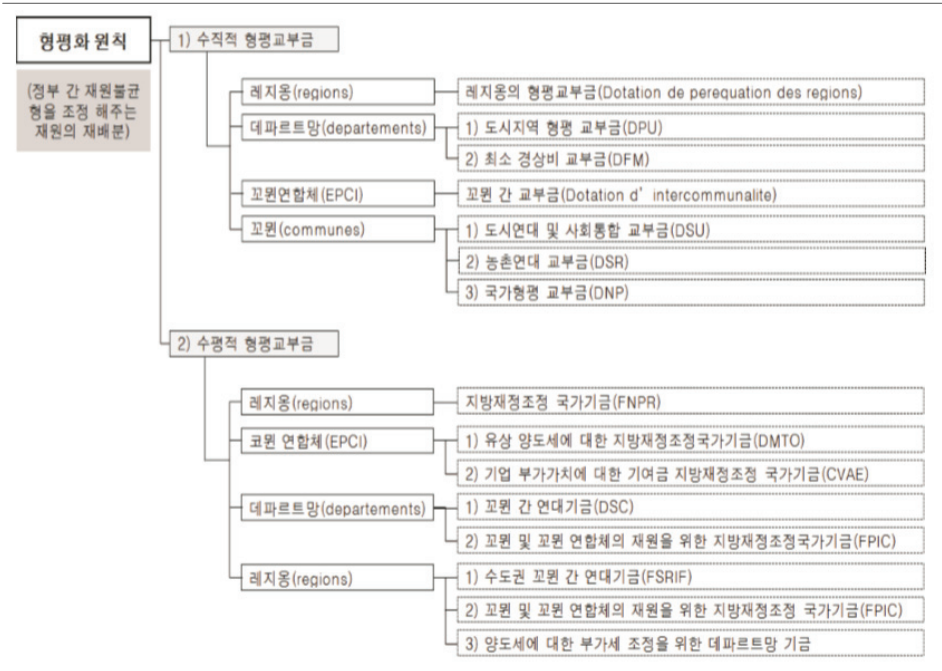 형평화 원칙
(정부 간 재원불균
형을 조정 해주는
재원의 재배분)
1) 수직적 형평교부금
레지옹(regions)
레지옹의 형평교부금(Dotation de perequation des regions)
데파르트망(departements)
1) 도시지역 형평 교부금(DPU)
2) 최소 경상비 교부금(DFM)
꼬뮌연합체(EPCI)
꼬뮌 간 교부금(Dotation d’ intercommunalite)
꼬뮌(communes)
1) 도시연대 및 사회통합 교부금(DSU)
2) 농촌연대 교부금(DSR)
3) 국가형평 교부금(DNP)
2) 수평적 형평교부금
레지옹(regions)
지방재정조정 국가기금(FNPR)
코뮌 연합체(EPCI)
1) 유상 양도세에 대한 지방재정조정국가기금(DMTO)
2) 기업 부가가치에 대한 기여금 지방재정조정 국가기금(CVAE)
데파르트망(departements)
1) 꼬뮌 간 연대기금(DSC)
2) 꼬뮌 및 꼬뮌 연합체의 재원을 위한 지방재정조정국가기금(FPIC)
레지옹(regions)
1) 수도권 꼬뮌 간 연대기금(FSRIF)
2) 꼬뮌 및 꼬뮌 연합체의 재원을 위한 지방재정조정 국가기금(FPIC)
3) 양도세에 대한 부가세 조정을 위한 데파르트망 기금